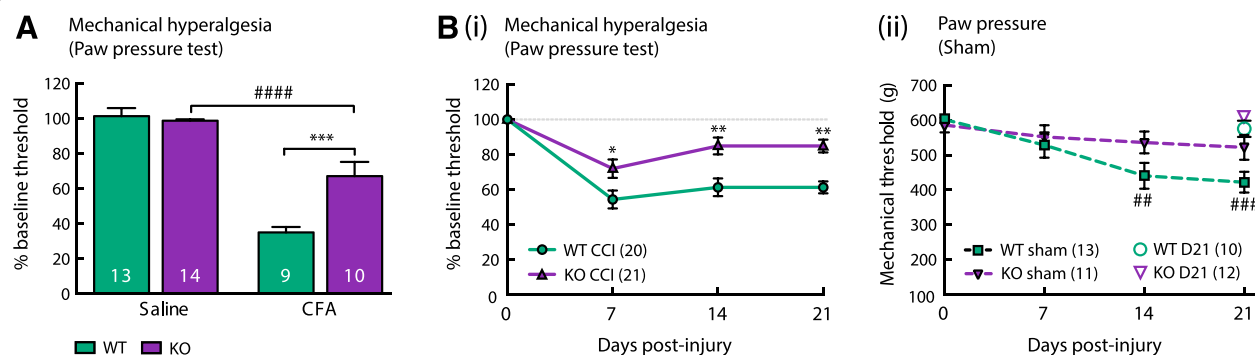 A
Mechanical hyperalgesia
(Paw pressure test)
% baseline threshold
120
100
80
60
40
20
0
####
***
13
14
9
10
Saline
CFA
WT
KO
B (i)
Mechanical hyperalgesia
(Paw pressure test)
% baseline threshold
120
100
80
60
40
20
0
*
**
**
WT CCI (20)
KO CCI (21)
0
7
14
21
Days post-injury
(ii)
Paw pressure
(Sham)
Mechanical threshold (g)
700
600
500
400
300
200
100
##
###
WT sham (13)
KO sham (11)
WT D21 (10)
KO D21 (12)
0
7
14
21
Days post-injury